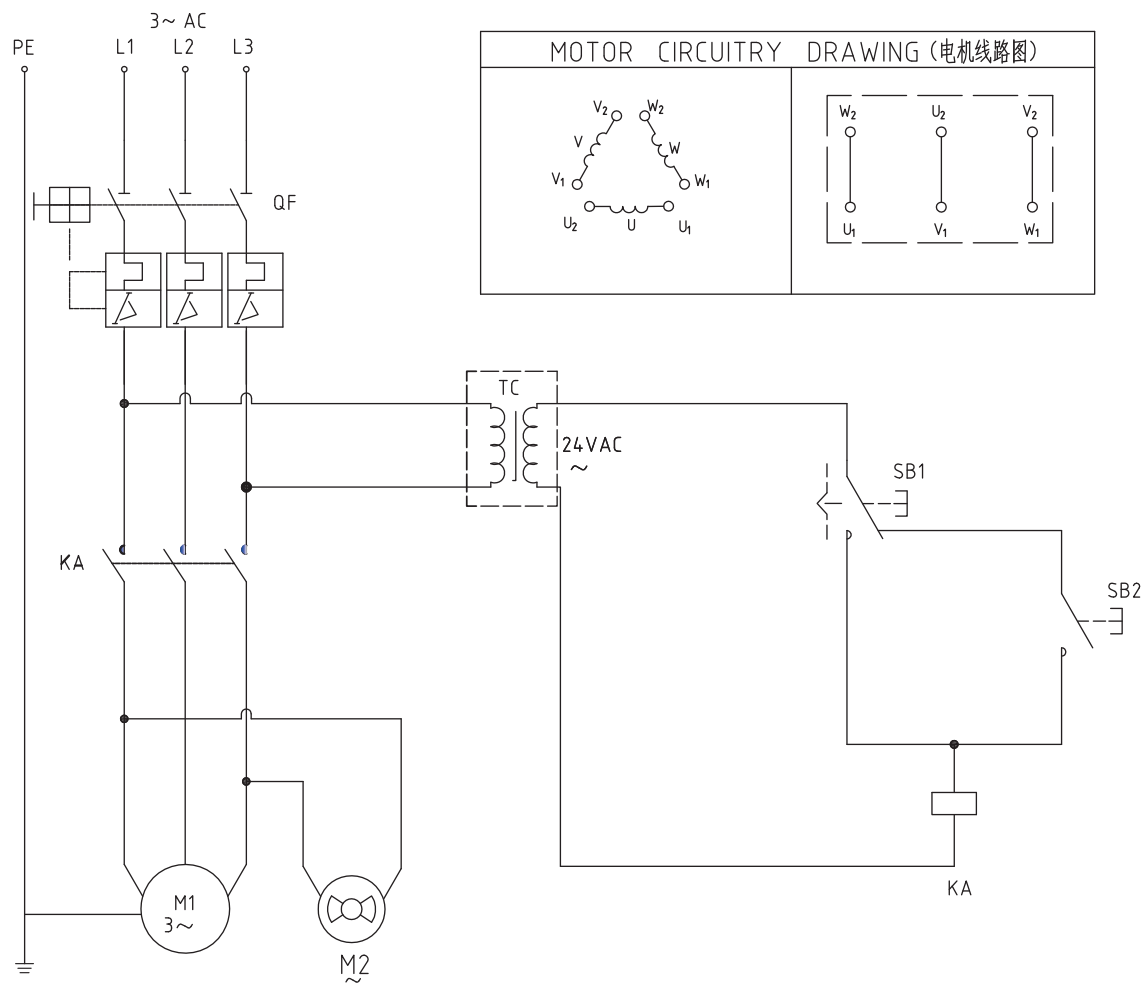 3~ AC
PE L1 L2 L3
MOTOR CIRCUITRY DRAWING (电机线路图)
V2 W2
V W
V1 W1
U2 U U1
W2 U2 V2
U1 V1 W1
QF
TC
24VAC
~
SB1
KA
SB2
M1
3~
KA
M2
~